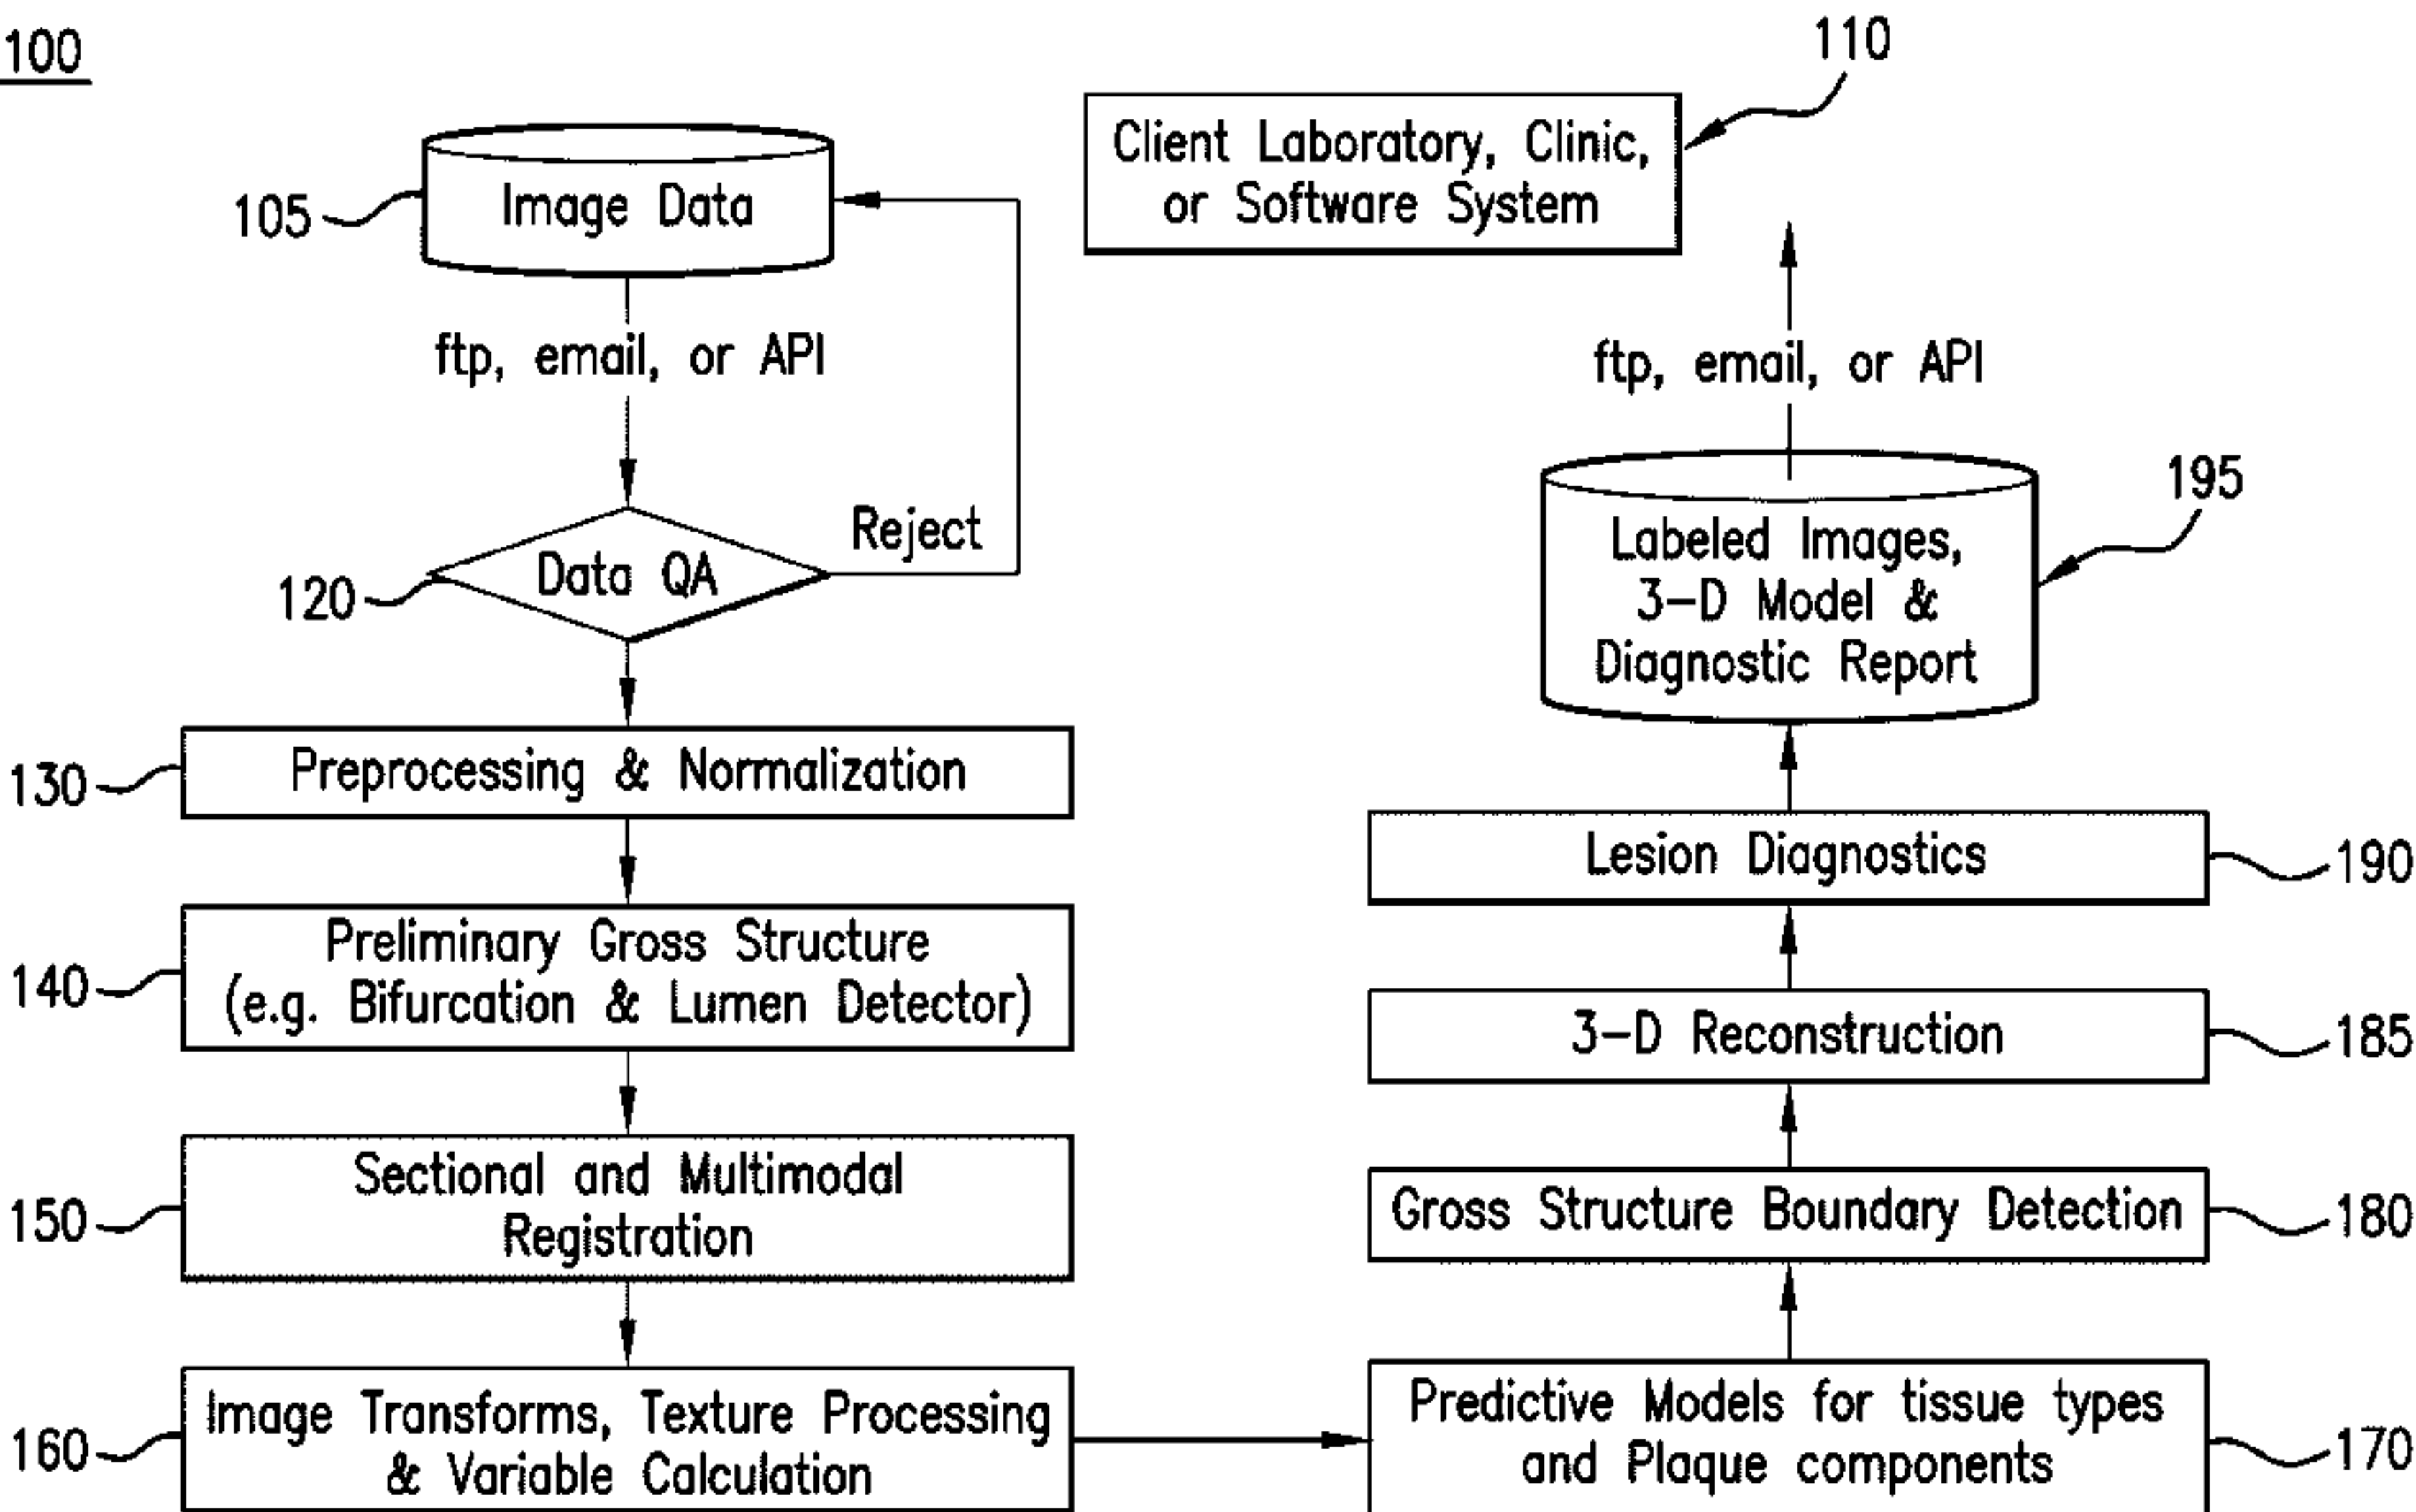 100
105
Image Data
ftp, email, or API
120
Data QA
Reject
130
Preprocessing & Normalization
140
Preliminary Gross Structure
(e.g. Bifurcation & Lumen Detector)
150
Sectional and Multimodal
Registration
160
Image Transforms, Texture Processing
& Variable Calculation
110
Client Laboratory, Clinic,
or Software System
ftp, email, or API
195
Labeled Images,
3-D Model &
Diagnostic Report
Lesion Diagnostics
190
3-D Reconstruction
185
Gross Structure Boundary Detection
180
Predictive Models for tissue types
and Plaque components
170